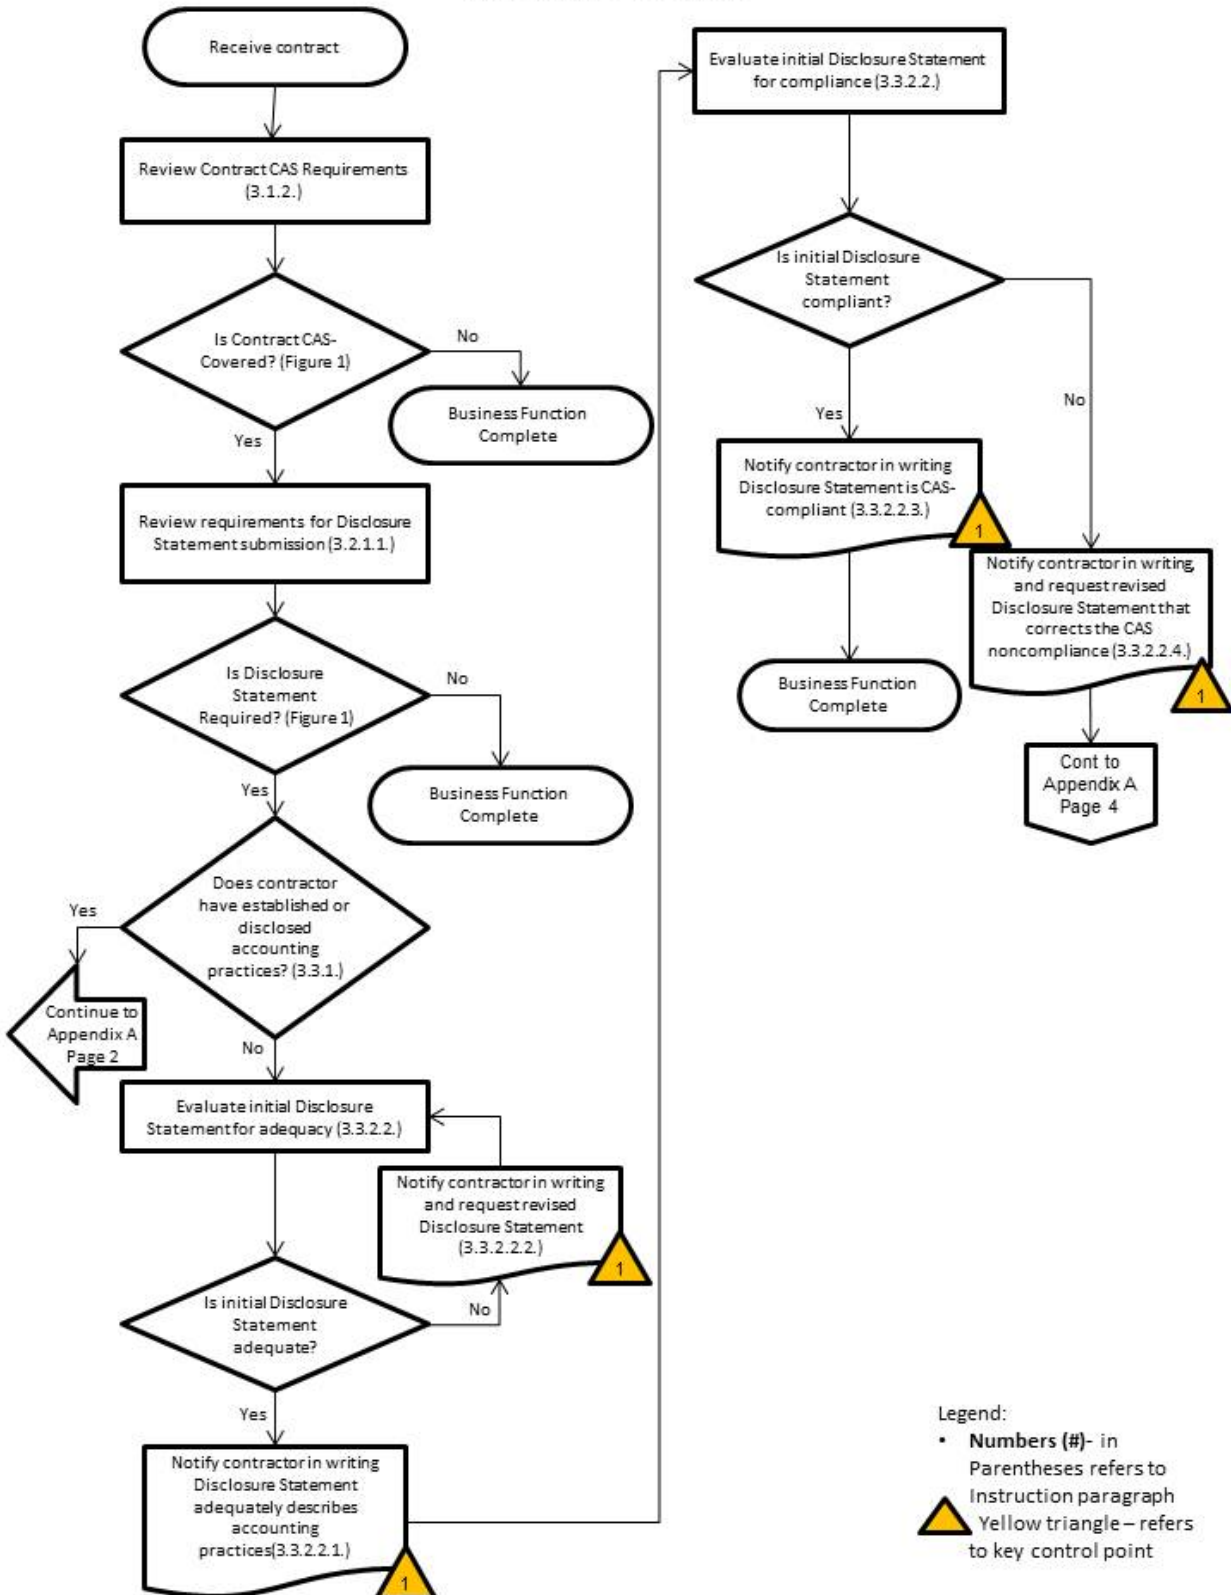 Receive contract
Review Contract CAS Requirements
(3.1.2.)
Is Contract CAS-
Covered? (Figure 1)
No
Business Function
Complete
Yes
Review requirements for Disclosure
Statement submission (3.2.1.1.)
Is Disclosure
Statement
Required? (Figure 1)
No
Business Function
Complete
Yes
Does contractor
have established or
disclosed
accounting
practices? (3.3.1.)
Yes
Continue to
Appendix A
Page 2
No
Evaluate initial Disclosure
Statement for adequacy (3.3.2.2.)
Notify contractor in writing
and request revised
Disclosure Statement
(3.3.2.2.2.)
1
Is initial Disclosure
Statement
adequate?
No
Yes
Notify contractor in writing
Disclosure Statement
adequately describes
accounting
practices(3.3.2.2.1.)
1
Evaluate initial Disclosure Statement
for compliance (3.3.2.2.)
Is initial Disclosure
Statement
compliant?
Yes
No
Notify contractor in writing
Disclosure Statement is CAS-
compliant (3.3.2.2.3.)
1
Business Function
Complete
Notify contractor in writing,
and request revised
Disclosure Statement that
corrects the CAS
noncompliance (3.3.2.2.4.)
1
Cont to
Appendix A
Page 4
Legend:
• Numbers (#)- in
Parentheses refers to
Instruction paragraph
Yellow triangle – refers
to key control point